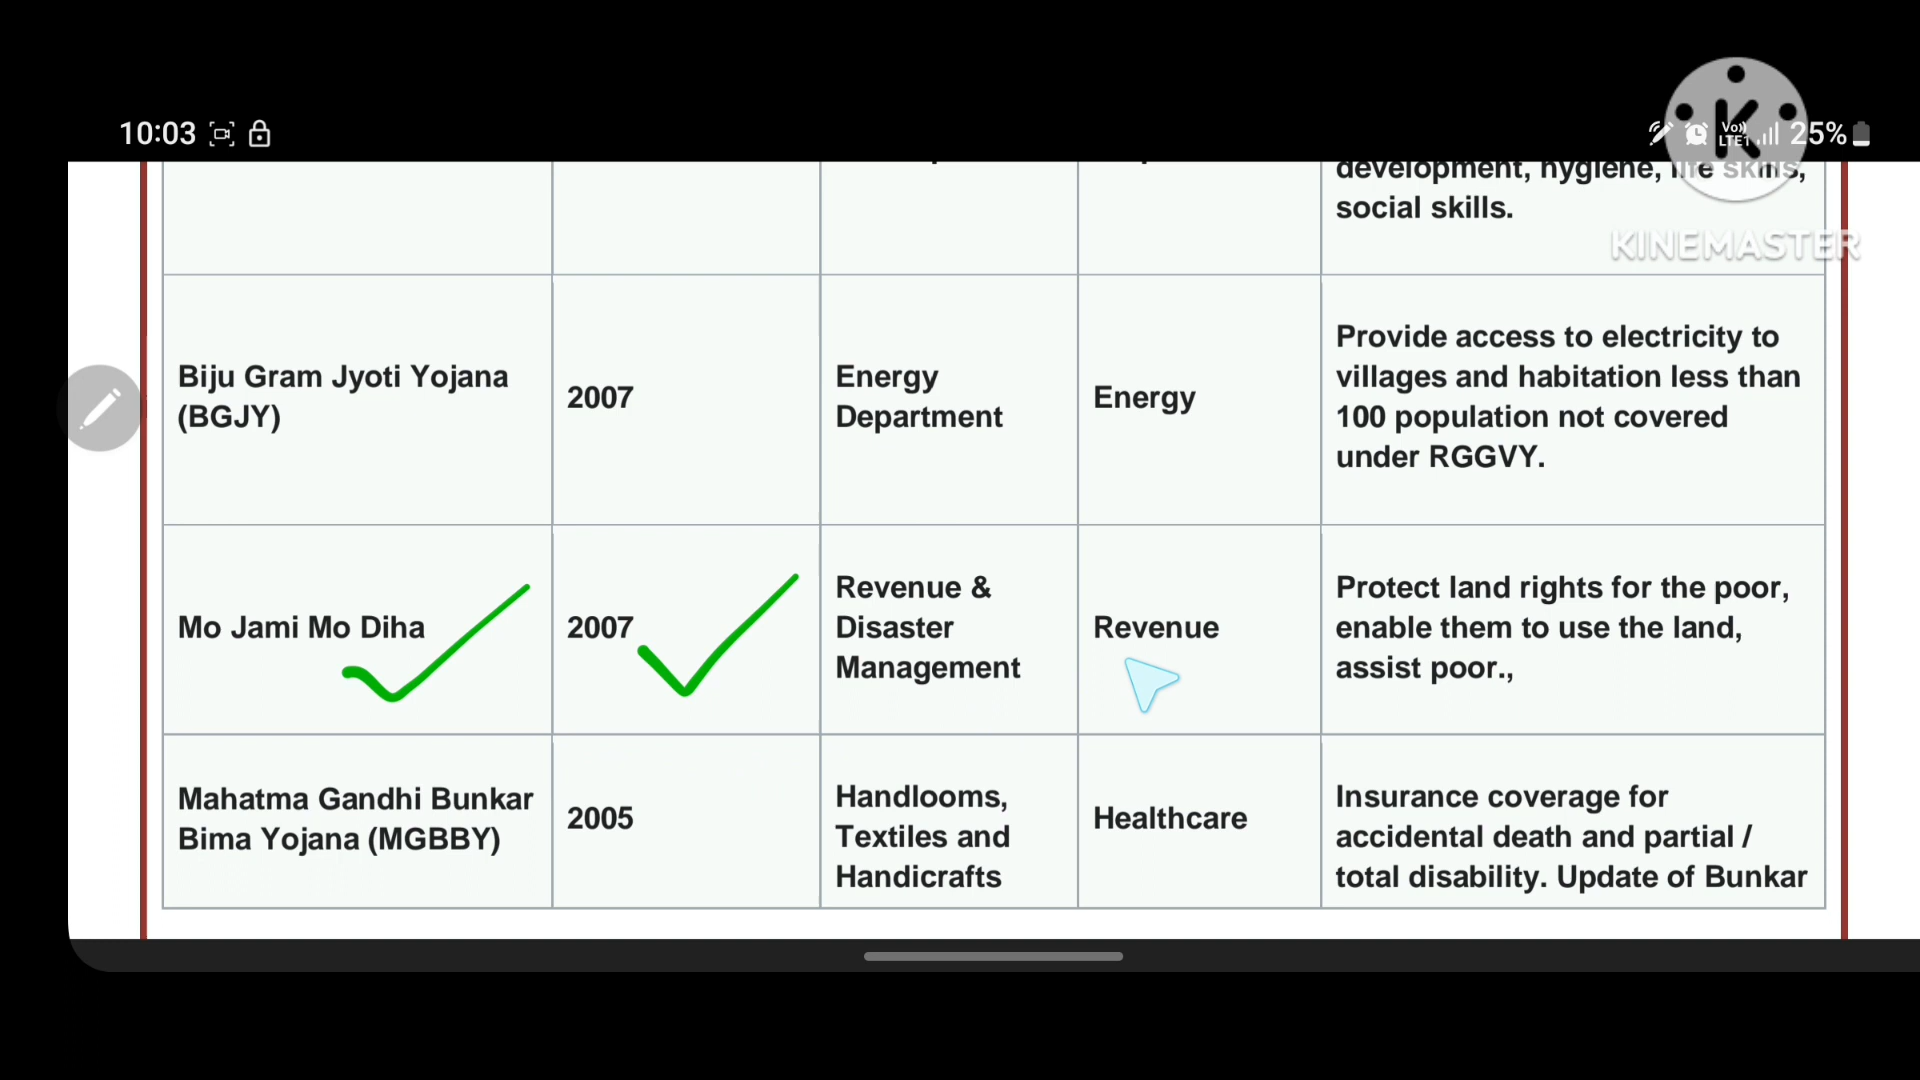 10:03
Vo))
LTE1
25%
K
KINEMASTER
development, hygiene, life skills,
social skills.
Biju Gram Jyoti Yojana
(BGJY)
2007
Energy
Department
Energy
Provide access to electricity to
villages and habitation less than
100 population not covered
under RGGVY.
Mo Jami Mo Diha
2007
Revenue &
Disaster
Management
Revenue
Protect land rights for the poor,
enable them to use the land,
assist poor.,
Mahatma Gandhi Bunkar
Bima Yojana (MGBBY)
2005
Handlooms,
Textiles and
Handicrafts
Healthcare
Insurance coverage for
accidental death and partial /
total disability. Update of Bunkar